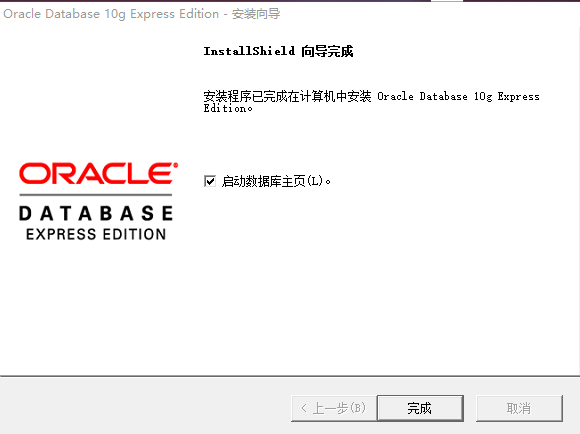 Oracle Database 10g Express Edition - 安装向导
InstallShield 向导完成
安装程序已完成在计算机中安装 Oracle Database 10g Express
Edition。
ORACLE®
DATABASE
EXPRESS EDITION
启动数据库主页(L)。
< 上一步(B)
完成
取消